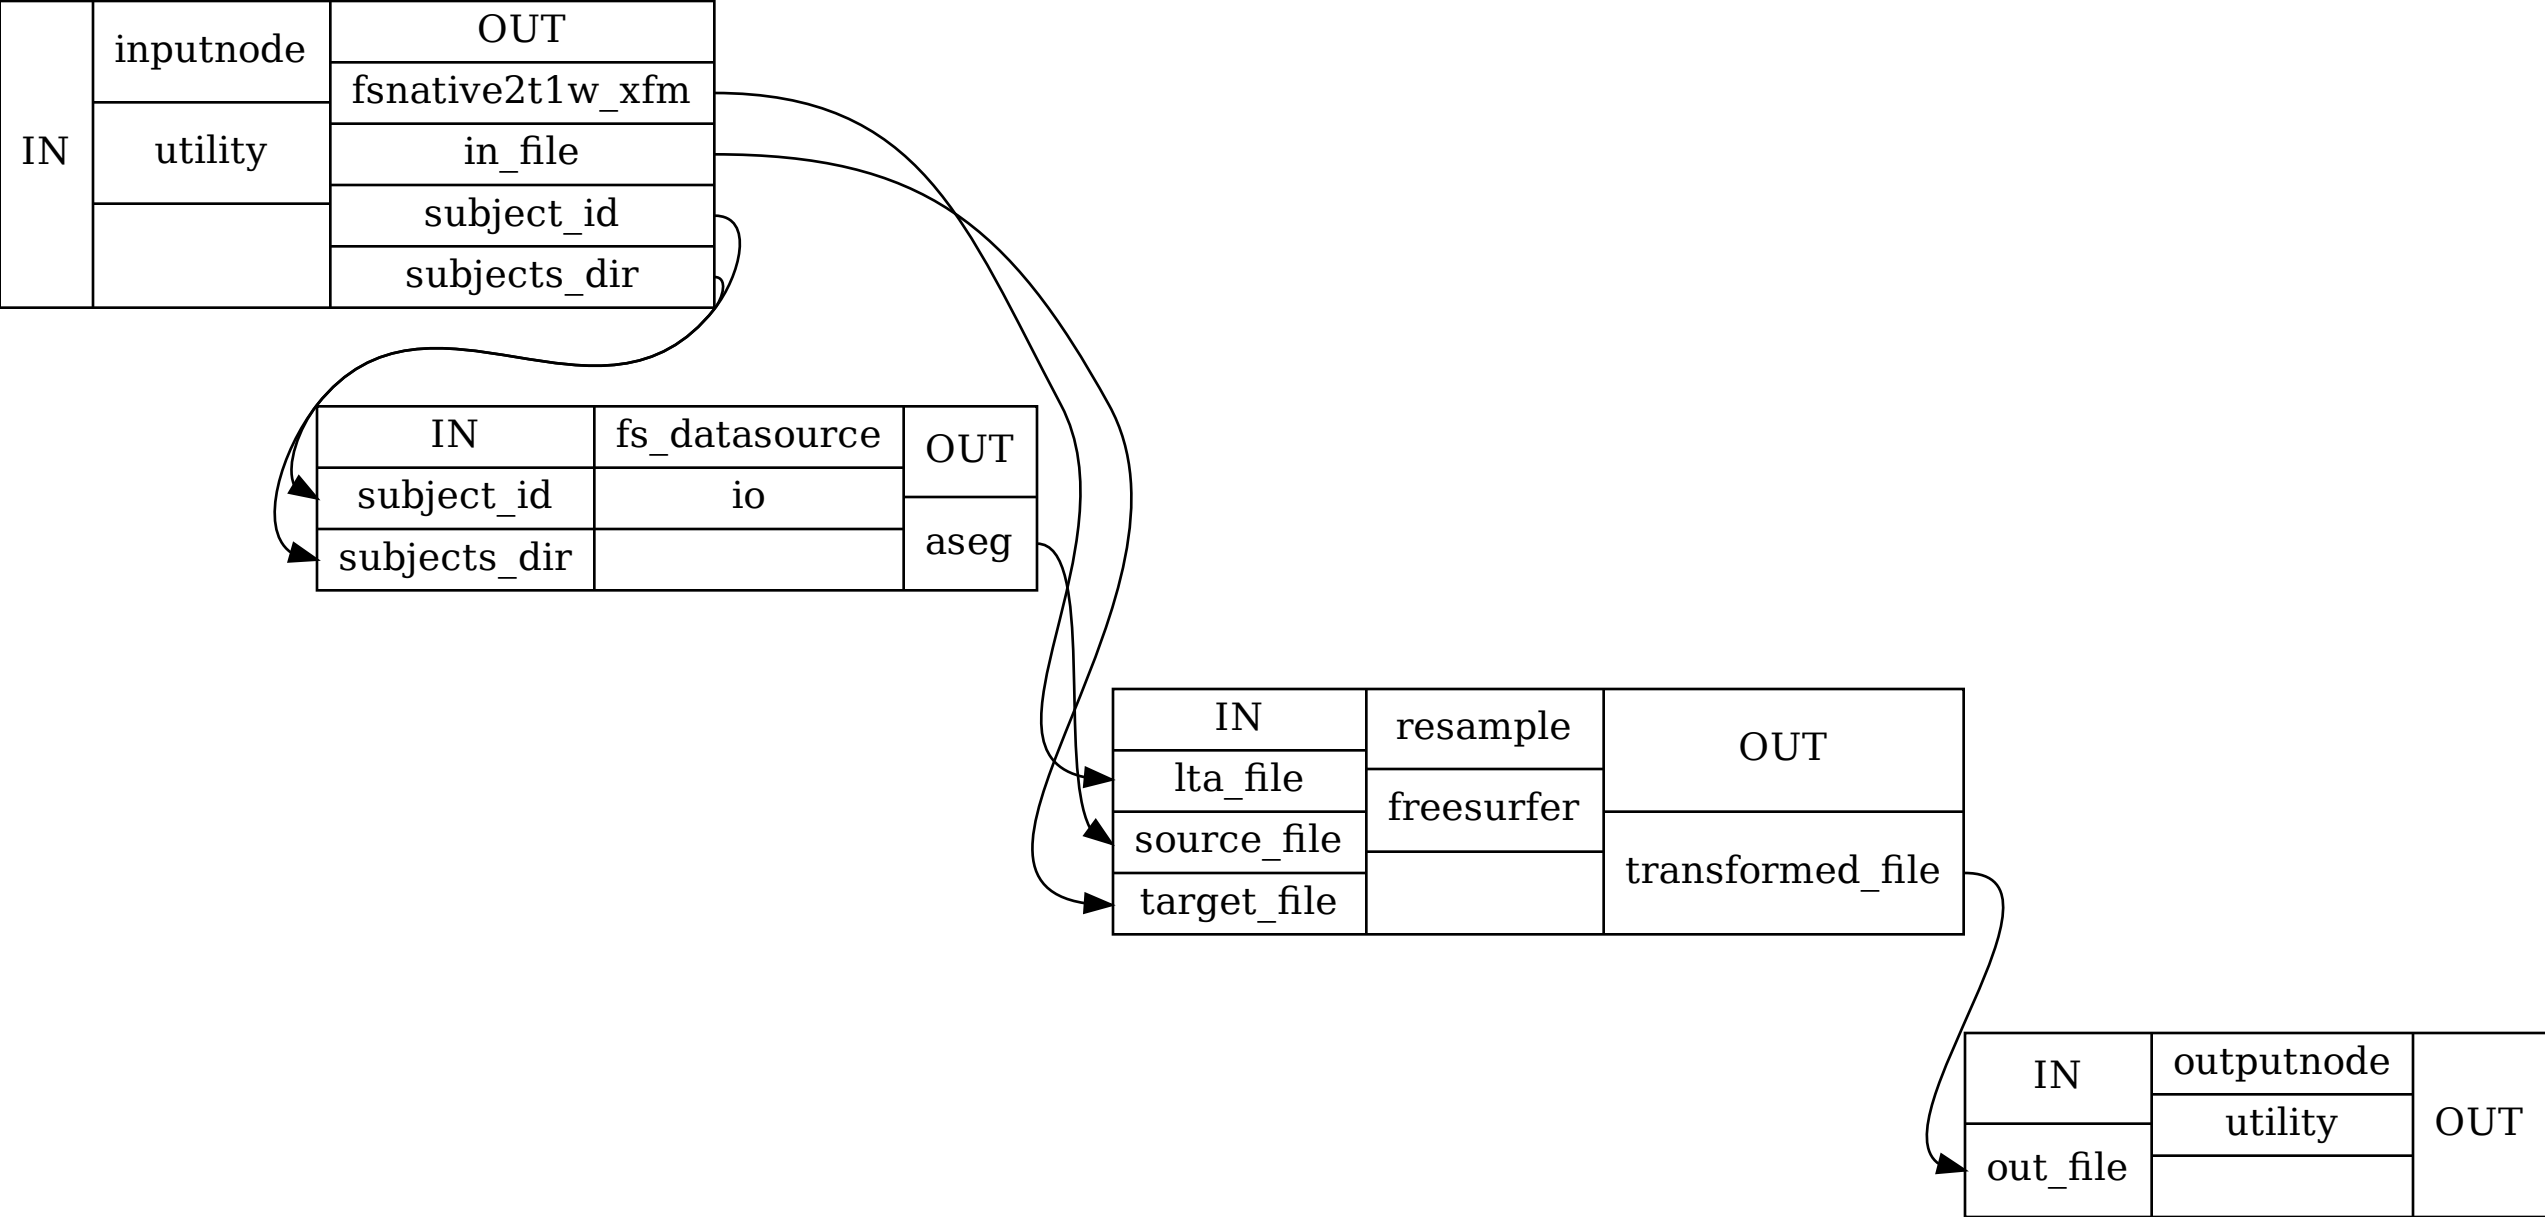 IN
inputnode
utility
OUT
fsnative2t1w_xfm
in_file
subject_id
subjects_dir
IN
subject_id
subjects_dir
fs_datasource
io
OUT
aseg
IN
lta_file
source_file
target_file
resample
freesurfer
OUT
transformed_file
IN
out_file
outputnode
utility
OUT